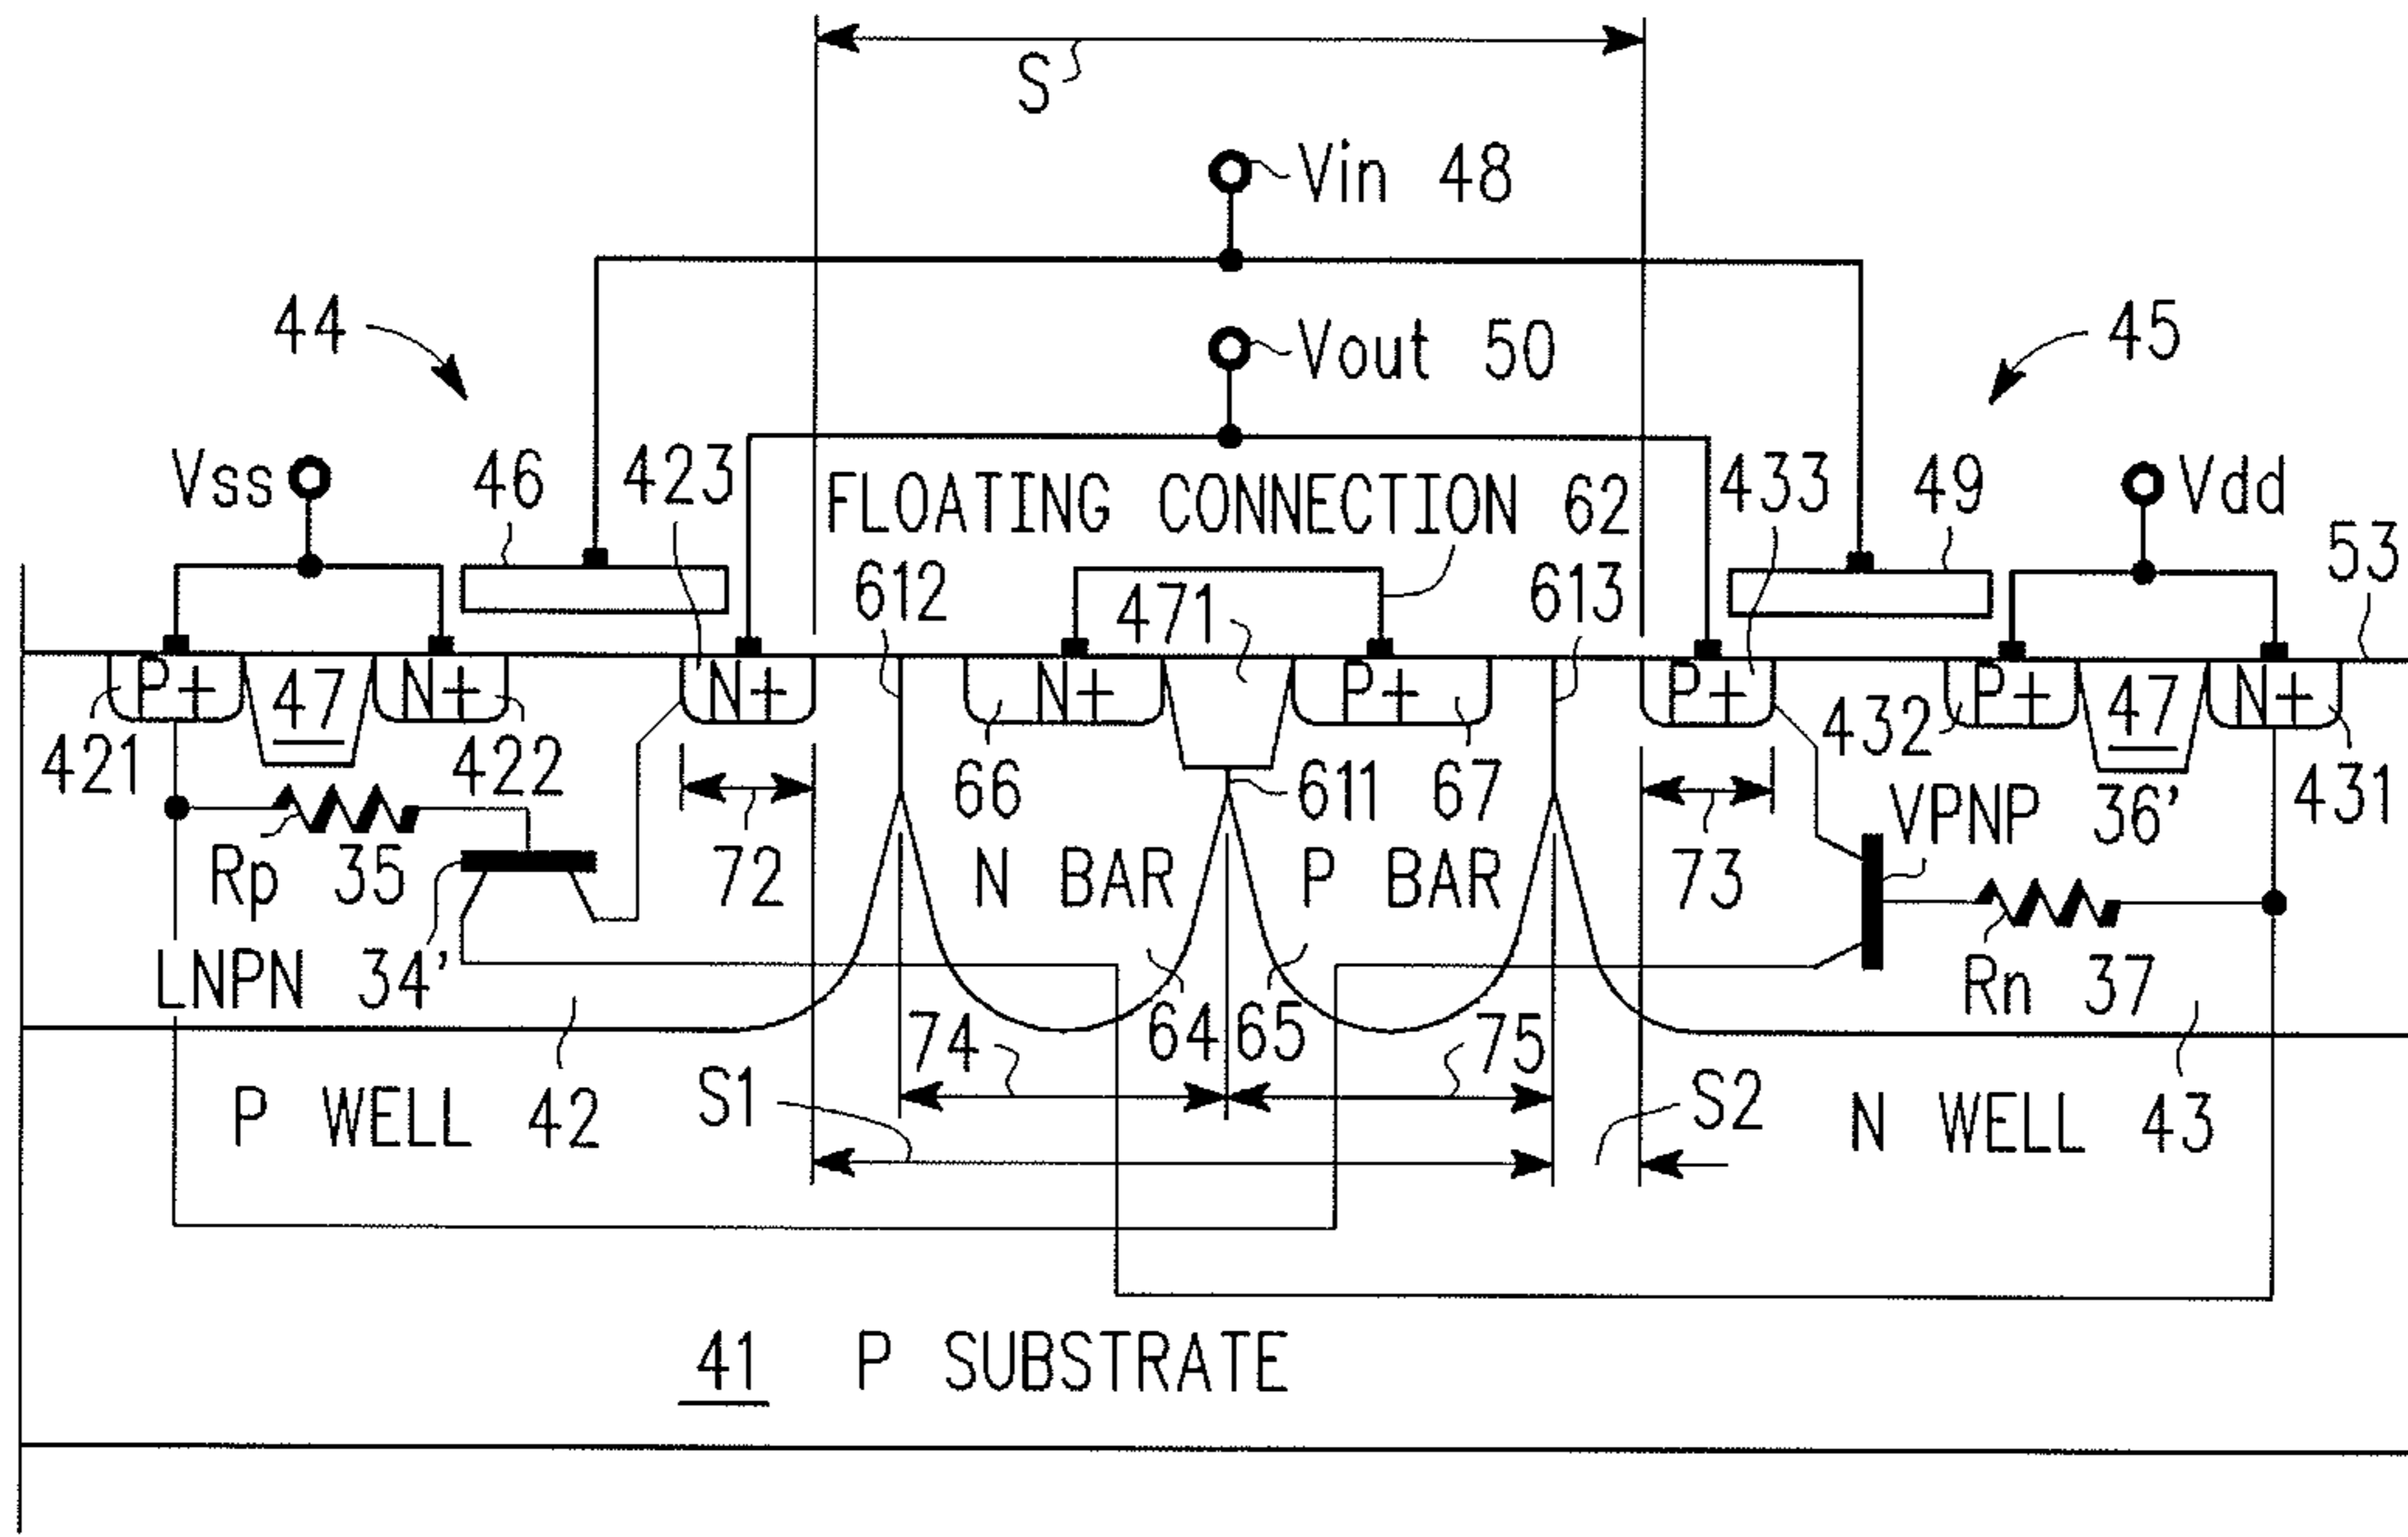 S
Vin 48
44
Vout 50
45
Vss
46
423
FLOATING CONNECTION 62
433
49
Vdd
53
612
471
613
P+
47
N+
N+
N+
P+
P+
P+
47
N+
421
422
66
611
67
432
431
Rp 35
72
N BAR
P BAR
73
VPNP 36'
LNPN 34'
Rn 37
74
64
65
75
P WELL 42
S1
S2
N WELL 43
41 P SUBSTRATE